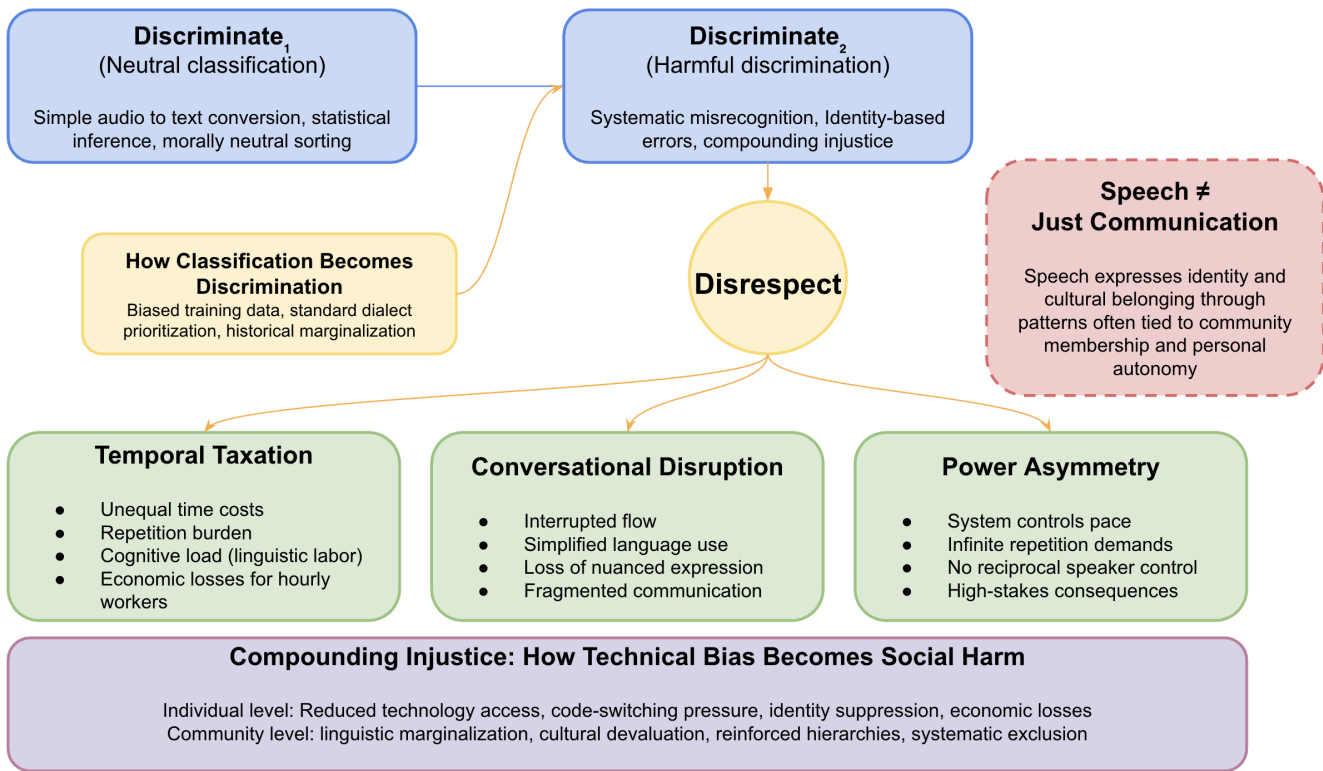 Discriminate1
(Neutral classification)
Simple audio to text conversion, statistical
inference, morally neutral sorting
Discriminate2
(Harmful discrimination)
Systematic misrecognition, Identity-based
errors, compounding injustice
Speech ≠
Just Communication
Speech expresses identity and
cultural belonging through
patterns often tied to community
membership and personal
autonomy
How Classification Becomes
Discrimination
Biased training data, standard dialect
prioritization, historical marginalization
Disrespect
Temporal Taxation
● Unequal time costs
● Repetition burden
● Cognitive load (linguistic labor)
● Economic losses for hourly
workers
Conversational Disruption
● Interrupted flow
● Simplified language use
● Loss of nuanced expression
● Fragmented communication
Power Asymmetry
● System controls pace
● Infinite repetition demands
● No reciprocal speaker control
● High-stakes consequences
Compounding Injustice: How Technical Bias Becomes Social Harm
Individual level: Reduced technology access, code-switching pressure, identity suppression, economic losses
Community level: linguistic marginalization, cultural devaluation, reinforced hierarchies, systematic exclusion